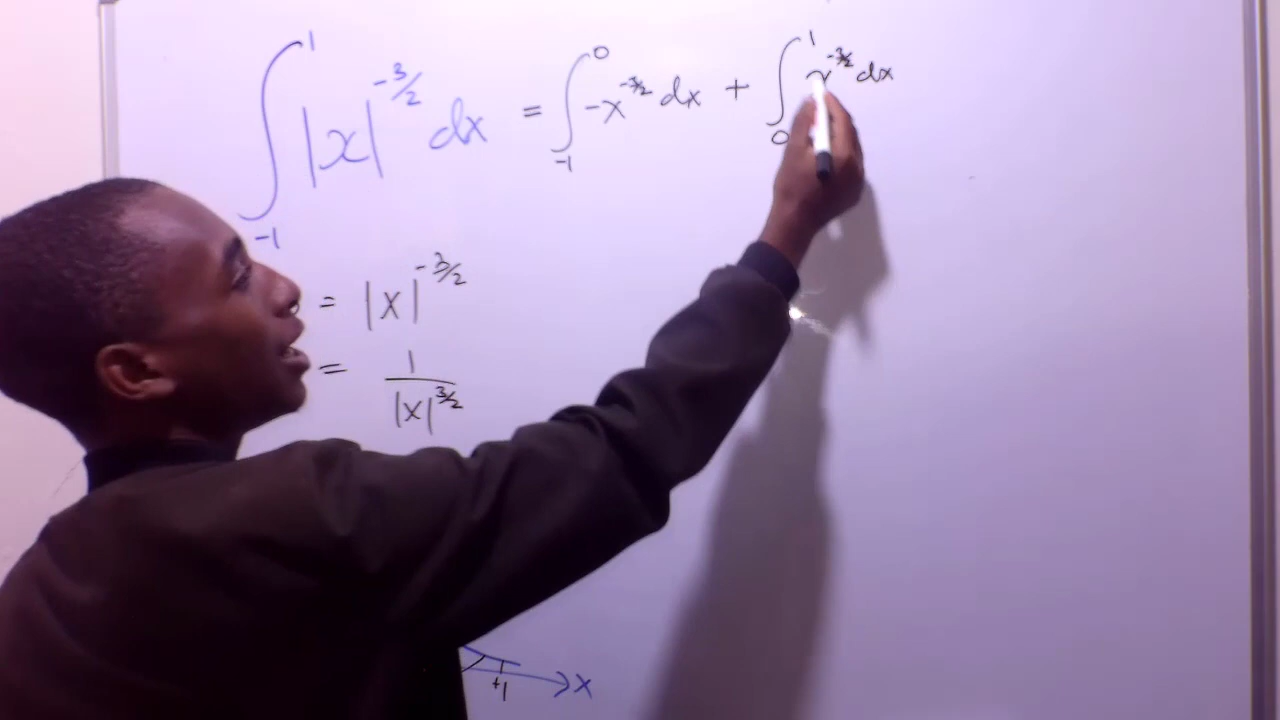 ∫_{-1}^{1} |x|^{-3/2} dx = ∫_{-1}^{0} -x^{-3/2} dx + ∫_{0}^{1} x^{-3/2} dx
= |x|^{-3/2}
= 1/|x|^{3/2}
+1 x